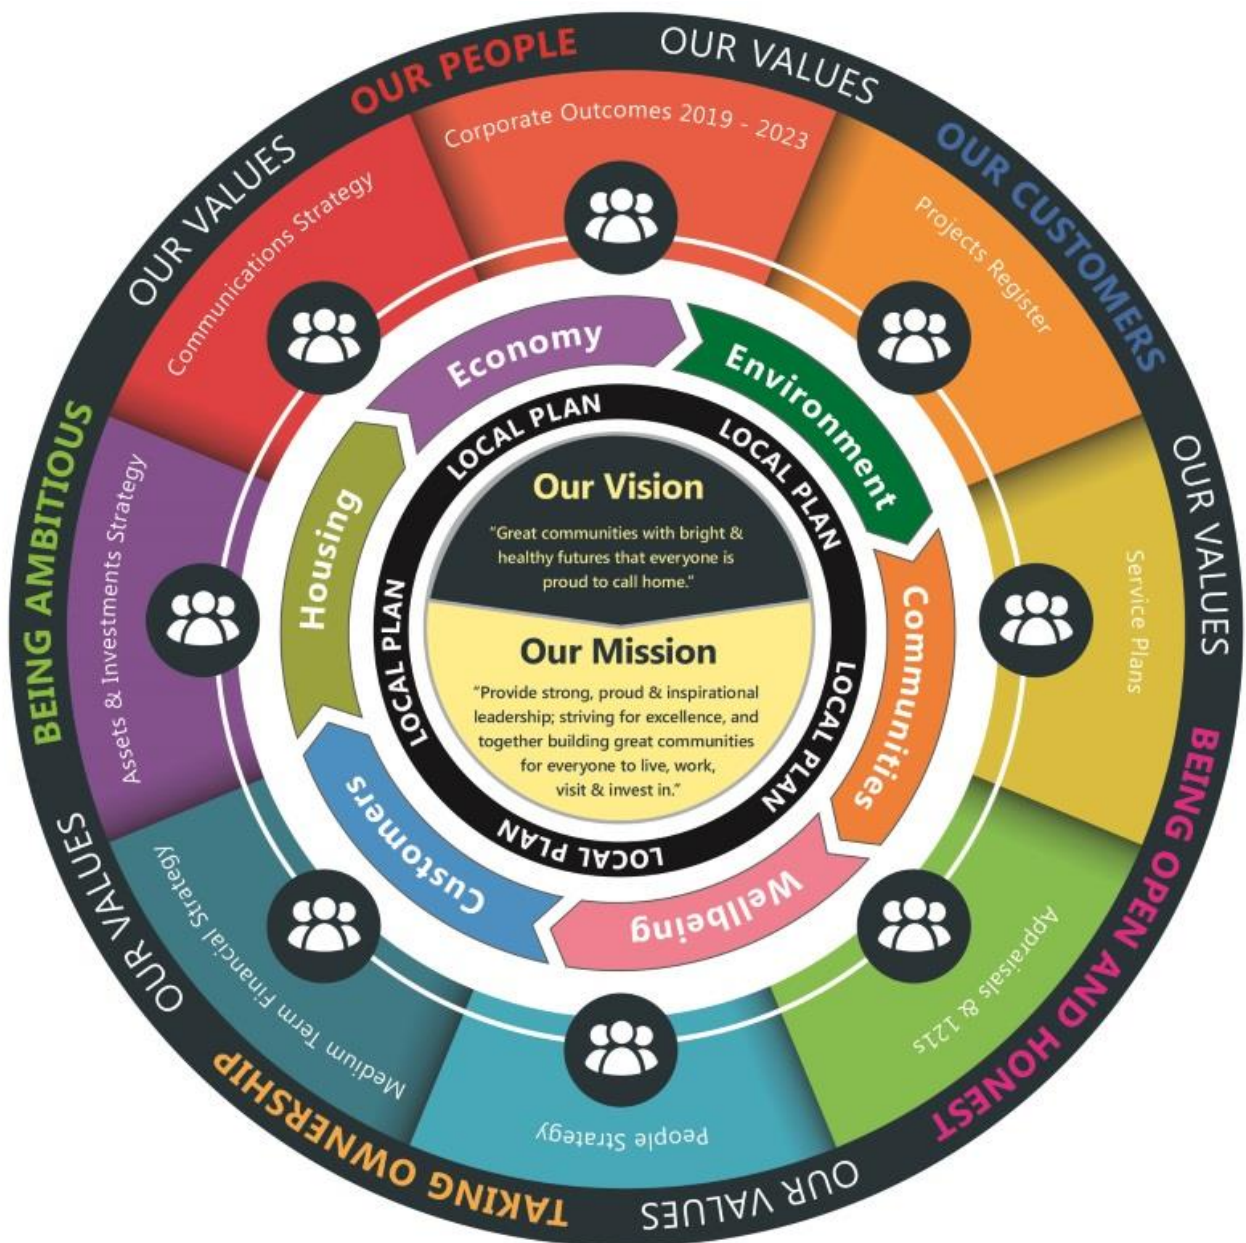 OUR PEOPLE
OUR VALUES
OUR CUSTOMERS
OUR VALUES
BEING OPEN AND HONEST
OUR VALUES
TAKING OWNERSHIP
OUR VALUES
BEING AMBITIOUS
OUR VALUES
Corporate Outcomes 2019 - 2023
Projects Register
Service Plans
Appraisals & 121s
People Strategy
Medium Term Financial Strategy
Assets & Investments Strategy
Communications Strategy
Economy
Environment
Communities
Wellbeing
Customers
Housing
LOCAL PLAN
LOCAL PLAN
LOCAL PLAN
LOCAL PLAN
LOCAL PLAN
Our Vision
“Great communities with bright &
healthy futures that everyone is
proud to call home.”
Our Mission
“Provide strong, proud & inspirational
leadership; striving for excellence, and
together building great communities
for everyone to live, work,
visit & invest in.”